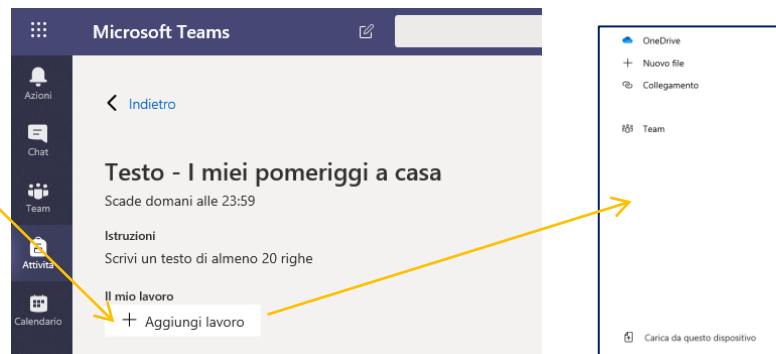 Microsoft Teams
Azioni
Chat
Team
Attività
Calendario
Indietro
Testo - I miei pomeriggi a casa
Scade domani alle 23:59
Istruzioni
Scrivi un testo di almeno 20 righe
Il mio lavoro
+ Aggiungi lavoro
OneDrive
+ Nuovo file
Collegamento
Team
Carica da questo dispositivo